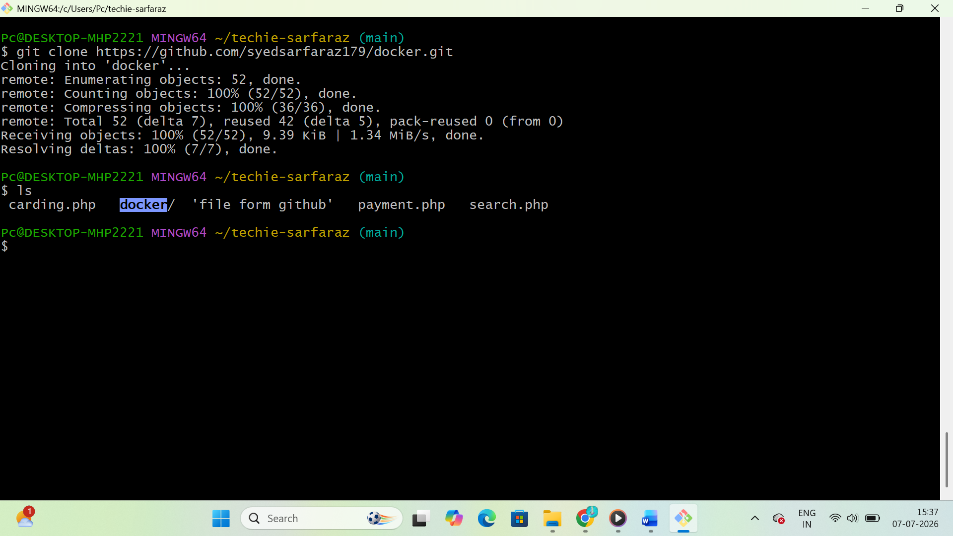 MINGW64:/c/Users/Pc/techie-sarfaraz
Pc@DESKTOP-MHP2221 MINGW64 ~/techie-sarfaraz (main)
$ git clone https://github.com/syedsarfaraz179/docker.git
Cloning into 'docker'...
remote: Enumerating objects: 52, done.
remote: Counting objects: 100% (52/52), done.
remote: Compressing objects: 100% (36/36), done.
remote: Total 52 (delta 7), reused 42 (delta 5), pack-reused 0 (from 0)
Receiving objects: 100% (52/52), 9.39 KiB | 1.34 MiB/s, done.
Resolving deltas: 100% (7/7), done.
Pc@DESKTOP-MHP2221 MINGW64 ~/techie-sarfaraz (main)
$ ls
carding.php docker/ 'file form github' payment.php search.php
Pc@DESKTOP-MHP2221 MINGW64 ~/techie-sarfaraz (main)
$
1
Search
ENG
IN
15:37
07-07-2026